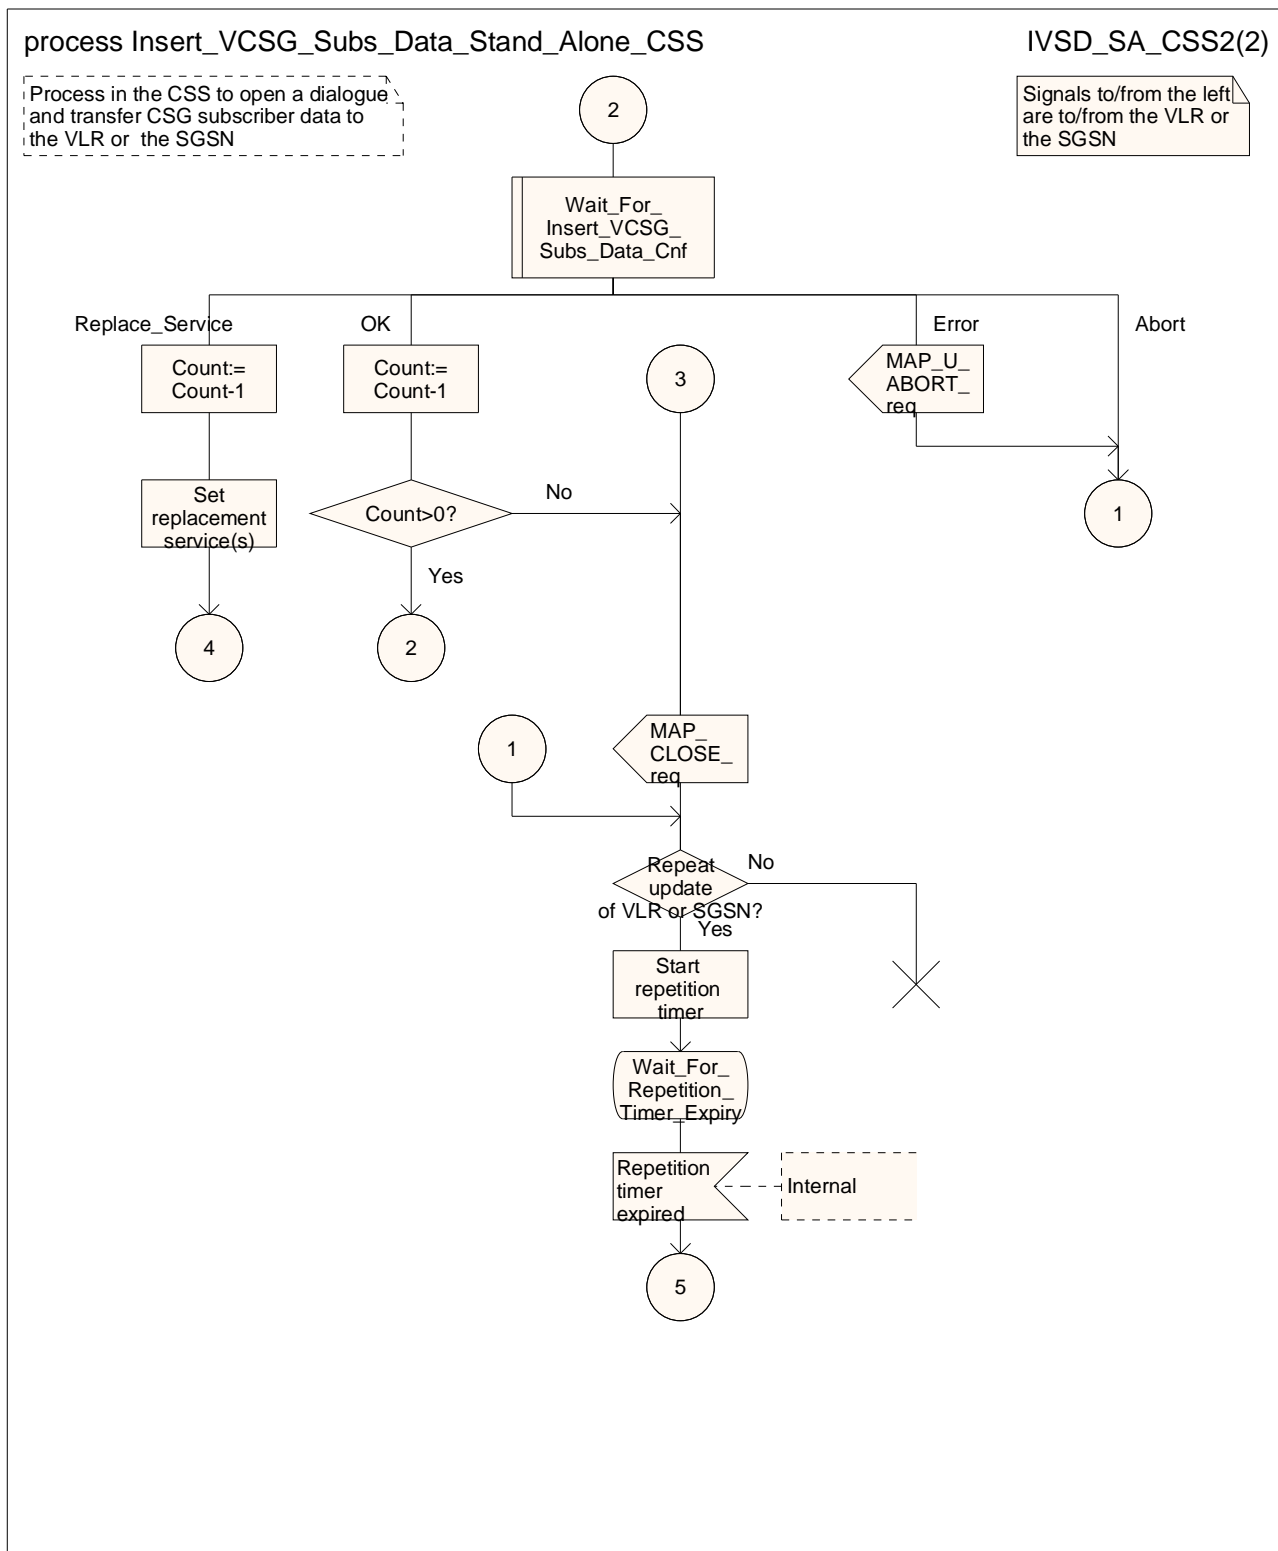 process Insert_VCSG_Subs_Data_Stand_Alone_CSS
IVSD_SA_CSS2(2)
Process in the CSS to open a dialogue
and transfer CSG subscriber data to
the VLR or  the SGSN
2
Signals to/from the left
are to/from the VLR or
the SGSN
Wait_For_
Insert_VCSG_
Subs_Data_Cnf
Replace_Service
OK
Error
Abort
Count:=
Count-1
Count:=
Count-1
3
MAP_U_
ABORT_
req
Set
replacement
service(s)
Count>0?
No
1
Yes
4
2
1
MAP_
CLOSE_
req
Repeat
update
of VLR or SGSN?
No
Yes
Start
repetition
timer
Wait_For_
Repetition_
Timer_Expiry
Repetition
timer
expired
Internal
5